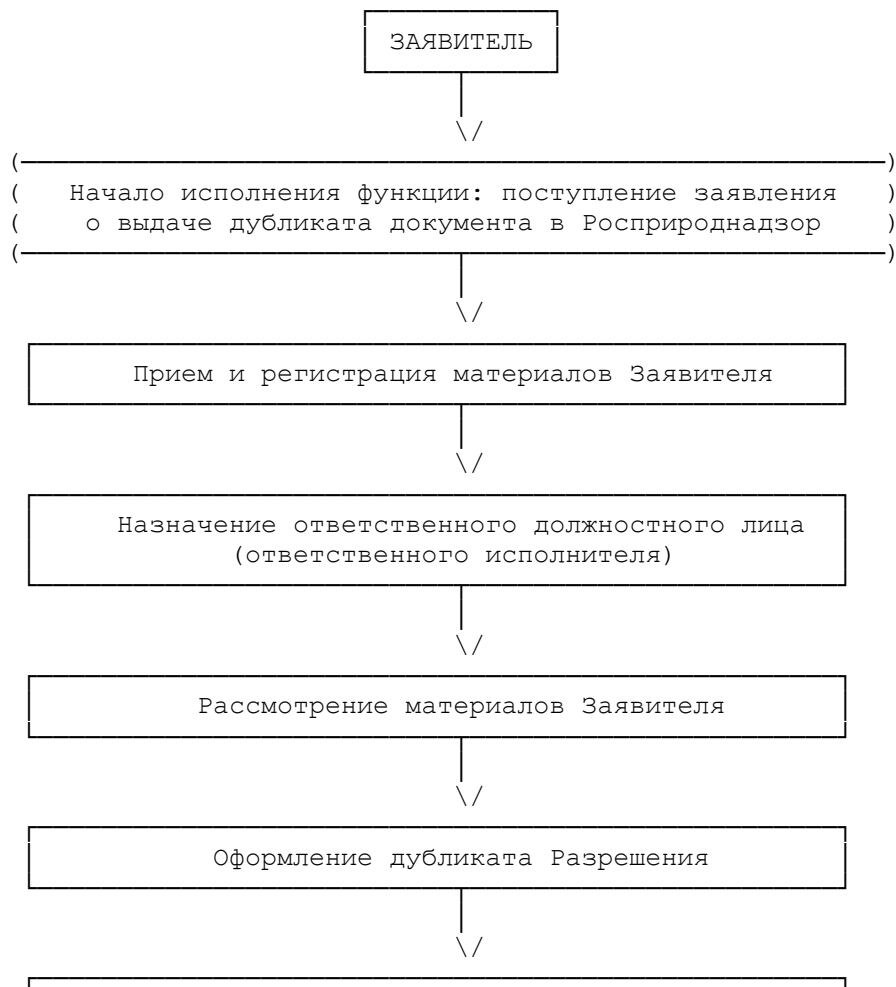 ЗАЯВИТЕЛЬ
Начало исполнения функции: поступление заявления
о выдаче дубликата документа в Росприроднадзор
Прием и регистрация материалов Заявителя
Назначение ответственного должностного лица
(ответственного исполнителя)
Рассмотрение материалов Заявителя
Оформление дубликата Разрешения